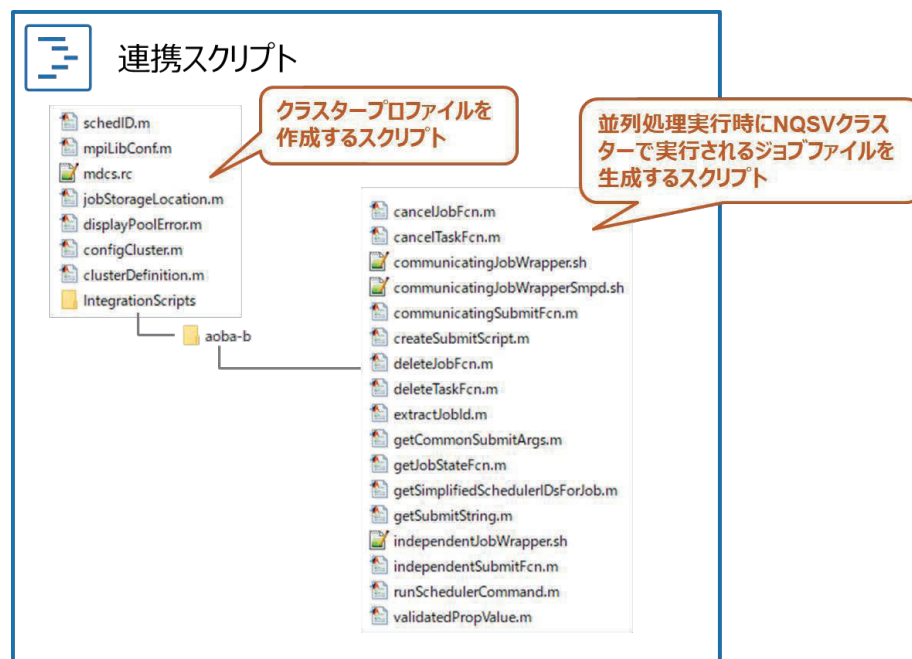 連携スクリプト
クラスタープロファイルを
作成するスクリプト
並列処理実行時にNQSVクラス
ターで実行されるジョブファイルを
生成するスクリプト
schedID.m
mpiLibConf.m
mdcs.rc
jobStorageLocation.m
displayPoolError.m
configCluster.m
clusterDefinition.m
IntegrationScripts
aoba-b
cancelJobFcn.m
cancelTaskFcn.m
communicatingJobWrapper.sh
communicatingJobWrapperSmpd.sh
communicatingSubmitFcn.m
createSubmitScript.m
deleteJobFcn.m
deleteTaskFcn.m
extractJobId.m
getCommonSubmitArgs.m
getJobStateFcn.m
getSimplifiedSchedulerIDsForJob.m
getSubmitString.m
independentJobWrapper.sh
independentSubmitFcn.m
runSchedulerCommand.m
validatedPropValue.m